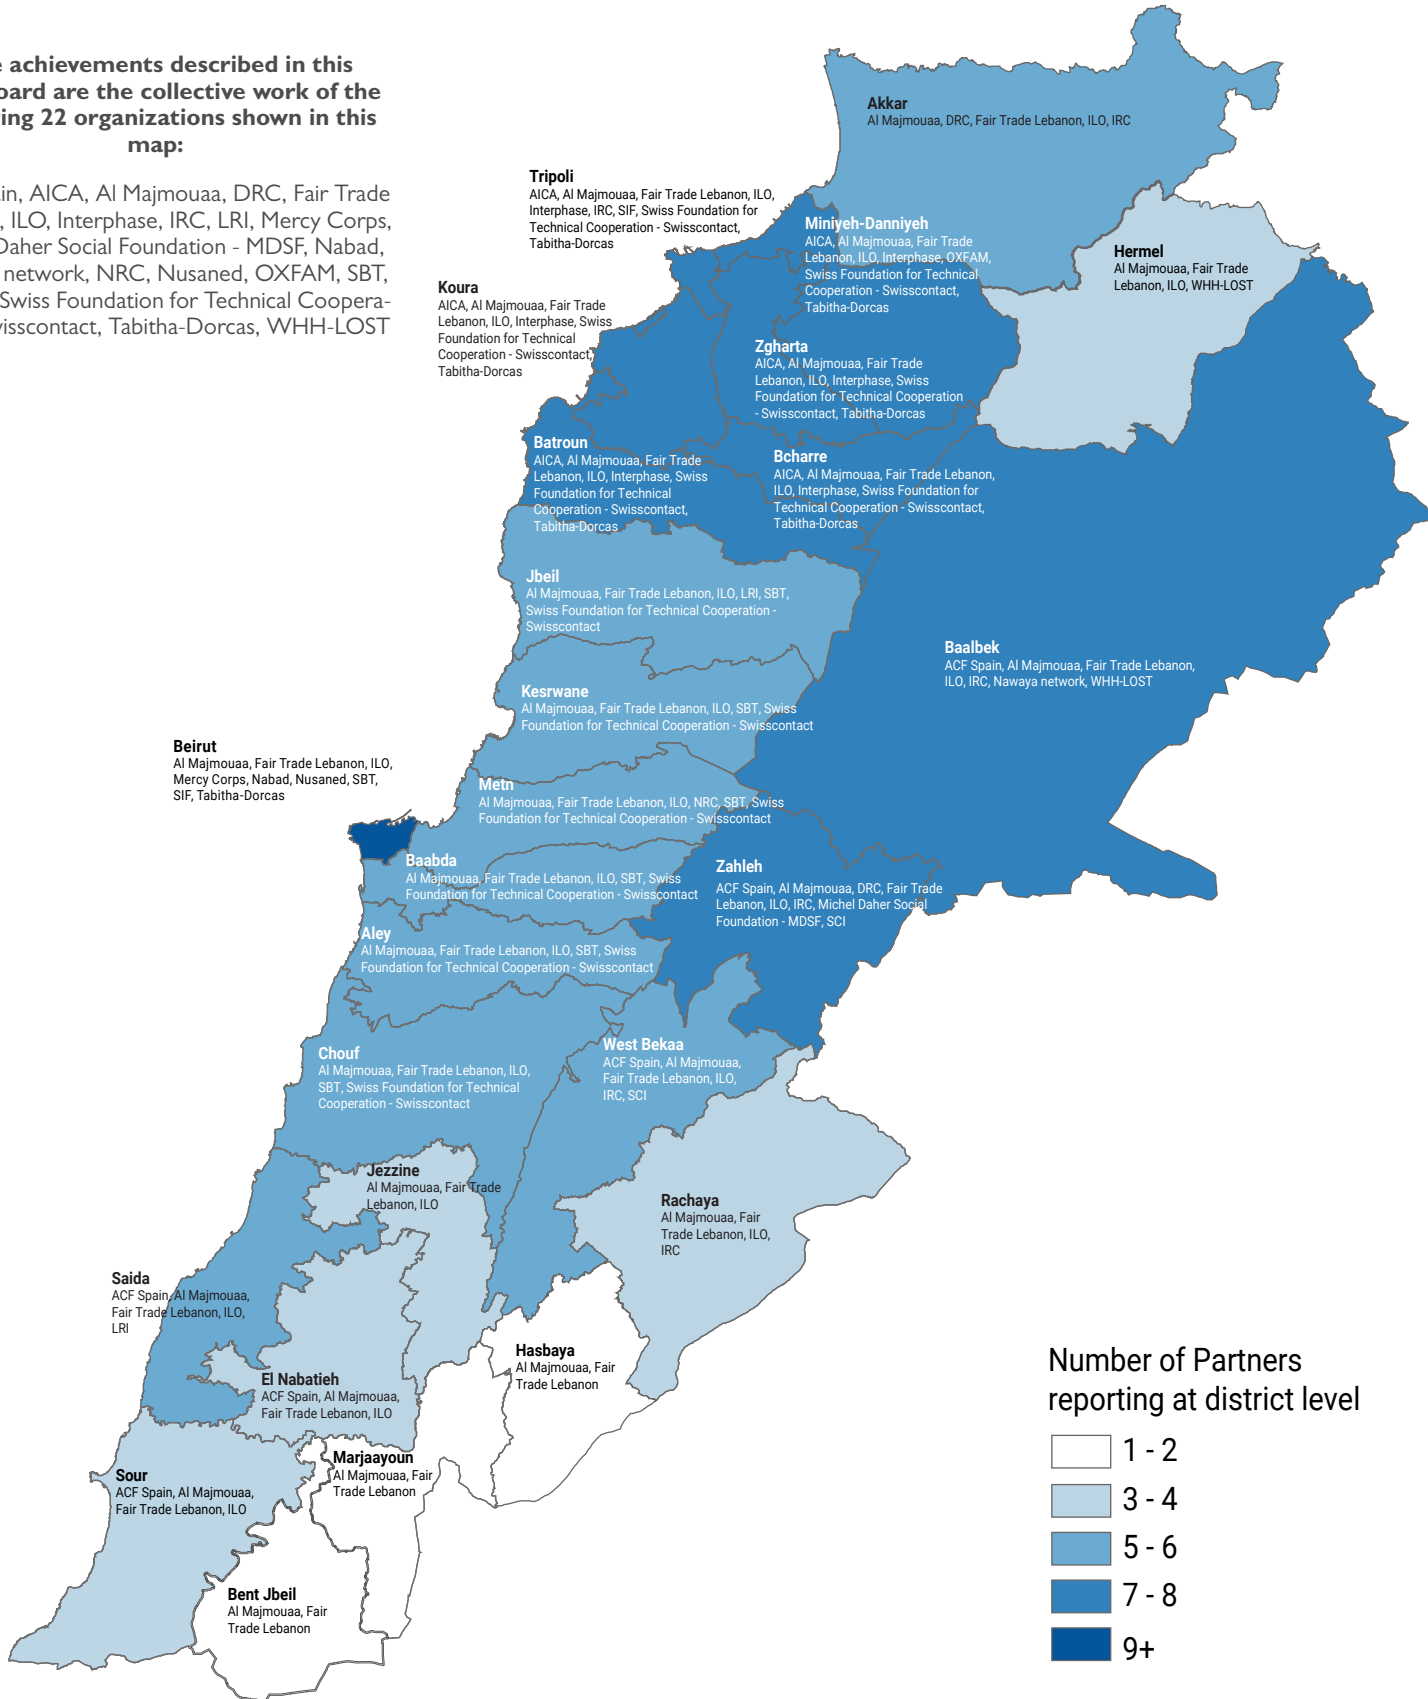 achievements described in this
are the collective work of the
22 organizations shown in this
map:
AICA, Al Majmouaa, DRC, Fair Trade
ILO, Interphase, IRC, LRI, Mercy Corps,
Daher Social Foundation - MDSF, Nabad,
network, NRC, Nusaned, OXFAM, SBT,
Swiss Foundation for Technical Coopera-
Tabitha-Dorcas, WHH-LOST
Akkar
Al Majmouaa, DRC, Fair Trade Lebanon, ILO, IRC
Tripoli
AICA, Al Majmouaa, Fair Trade Lebanon, ILO,
Interphase, IRC, SIF, Swiss Foundation for
Technical Cooperation - Swisscontact,
Tabitha-Dorcas
Miniyeh-Danniyeh
AICA, Al Majmouaa, Fair Trade
Lebanon, ILO, Interphase, OXFAM,
Swiss Foundation for Technical
Cooperation - Swisscontact,
Tabitha-Dorcas
Hermel
Al Majmouaa, Fair Trade
Lebanon, ILO, WHH-LOST
Koura
AICA, Al Majmouaa, Fair Trade
Lebanon, ILO, Interphase, Swiss
Foundation for Technical
Cooperation - Swisscontact,
Tabitha-Dorcas
Zgharta
AICA, Al Majmouaa, Fair Trade
Lebanon, ILO, Interphase, Swiss
Foundation for Technical Cooperation
- Swisscontact, Tabitha-Dorcas
Batroun
AICA, Al Majmouaa, Fair Trade
Lebanon, ILO, Interphase, Swiss
Foundation for Technical
Cooperation - Swisscontact,
Tabitha-Dorcas
Bcharre
AICA, Al Majmouaa, Fair Trade Lebanon,
ILO, Interphase, Swiss Foundation for
Technical Cooperation - Swisscontact,
Tabitha-Dorcas
Jbeil
Al Majmouaa, Fair Trade Lebanon, ILO, LRI, SBT,
Swiss Foundation for Technical Cooperation -
Swisscontact
Baalbek
ACF Spain, Al Majmouaa, Fair Trade Lebanon,
ILO, IRC, Nawaya network, WHH-LOST
Kesrwane
Al Majmouaa, Fair Trade Lebanon, ILO, SBT, Swiss
Foundation for Technical Cooperation - Swisscontact
Beirut
Al Majmouaa, Fair Trade Lebanon, ILO,
Mercy Corps, Nabad, Nusaned, SBT,
SIF, Tabitha-Dorcas
Metn
Al Majmouaa, Fair Trade Lebanon, ILO, NRC, SBT, Swiss
Foundation for Technical Cooperation - Swisscontact
Baabda
Al Majmouaa, Fair Trade Lebanon, ILO, SBT, Swiss
Foundation for Technical Cooperation - Swisscontact
Zahleh
ACF Spain, Al Majmouaa, DRC, Fair Trade
Lebanon, ILO, IRC, Michel Daher Social
Foundation - MDSF, SCI
Aley
Al Majmouaa, Fair Trade Lebanon, ILO, SBT, Swiss
Foundation for Technical Cooperation - Swisscontact
Chouf
Al Majmouaa, Fair Trade Lebanon, ILO,
SBT, Swiss Foundation for Technical
Cooperation - Swisscontact
West Bekaa
ACF Spain, Al Majmouaa,
Fair Trade Lebanon, ILO,
IRC, SCI
Jezzine
Al Majmouaa, Fair Trade
Lebanon, ILO
Rachaya
Al Majmouaa, Fair
Trade Lebanon, ILO,
IRC
Saida
ACF Spain, Al Majmouaa,
Fair Trade Lebanon, ILO,
LRI
Hasbaya
Al Majmouaa, Fair
Trade Lebanon
El Nabatieh
ACF Spain, Al Majmouaa,
Fair Trade Lebanon, ILO
Marjaayoun
Al Majmouaa, Fair
Trade Lebanon
Sour
ACF Spain, Al Majmouaa,
Fair Trade Lebanon, ILO
Bent Jbeil
Al Majmouaa, Fair
Trade Lebanon
Number of Partners
reporting at district level
1 - 2
3 - 4
5 - 6
7 - 8
9+